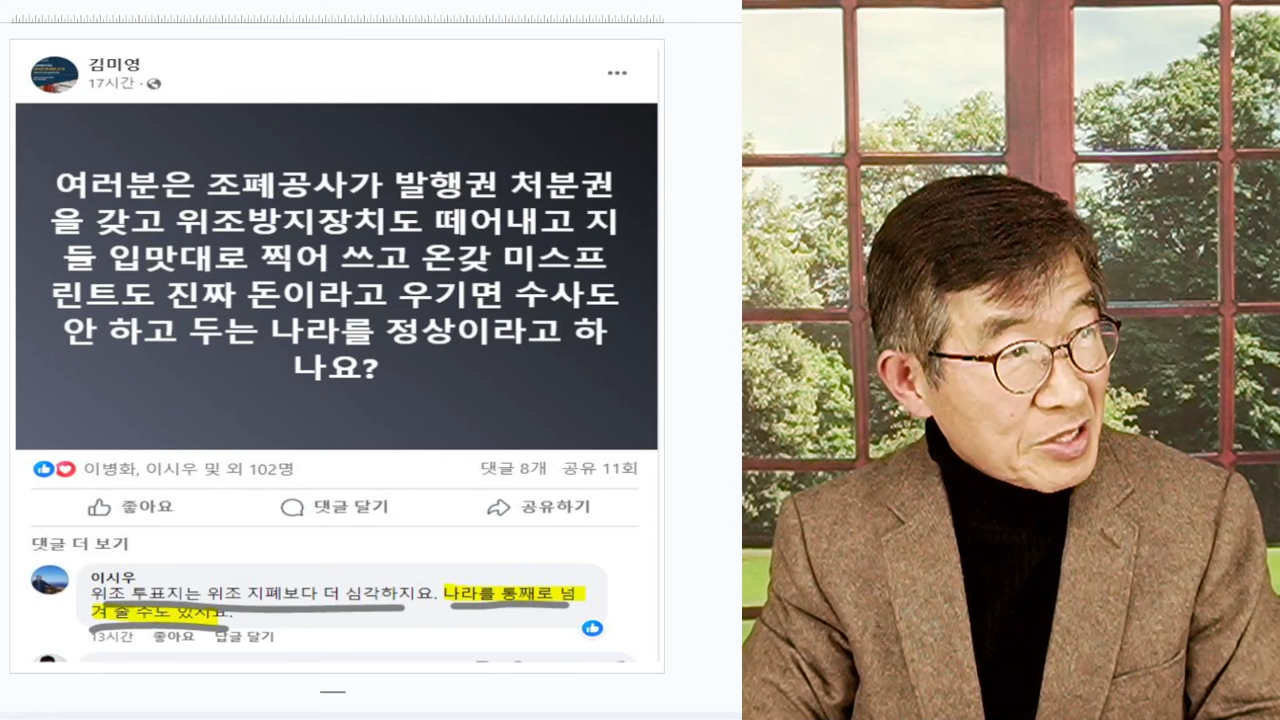 김미영
17시간 ·
여러분은 조폐공사가 발행권 처분권
을 갖고 위조방지장치도 떼어내고 지
들 입맛대로 찍어 쓰고 온갖 미스프
린트도 진짜 돈이라고 우기면 수사도
안 하고 두는 나라를 정상이라고 하
나요?
이병화, 이시우 및 외 102명 댓글 8개 공유 11회
좋아요 댓글 달기 공유하기
댓글 더 보기
이시우
위조 투표지는 위조 지폐보다 더 심각하지요. 나라를 통째로 넘
겨 줄 수도 있지요.
13시간 좋아요 답글 달기